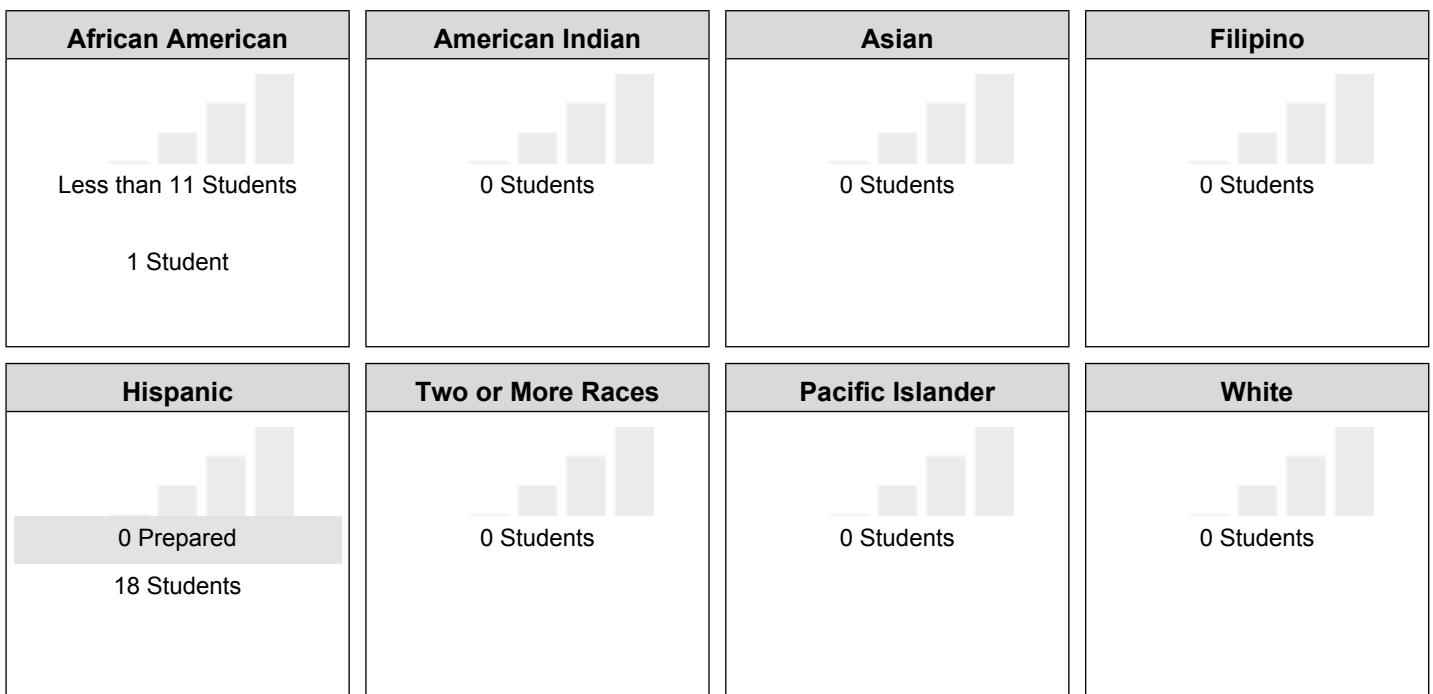 African American
Less than 11 Students
1 Student
American Indian
0 Students
Asian
0 Students
Filipino
0 Students
Hispanic
0 Prepared
18 Students
Two or More Races
0 Students
Pacific Islander
0 Students
White
0 Students